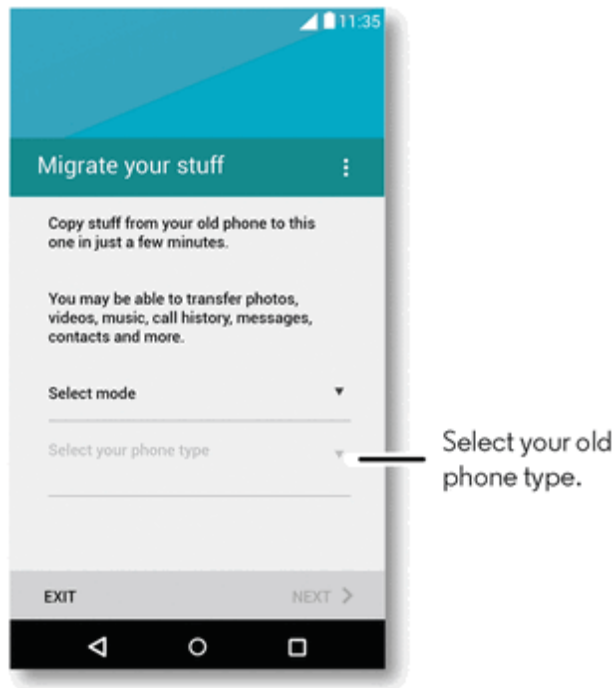 11:35
Migrate your stuff
Copy stuff from your old phone to this
one in just a few minutes.
You may be able to transfer photos,
videos, music, call history, messages,
contacts and more.
Select mode
Select your phone type
Select your old
phone type.
EXIT
NEXT